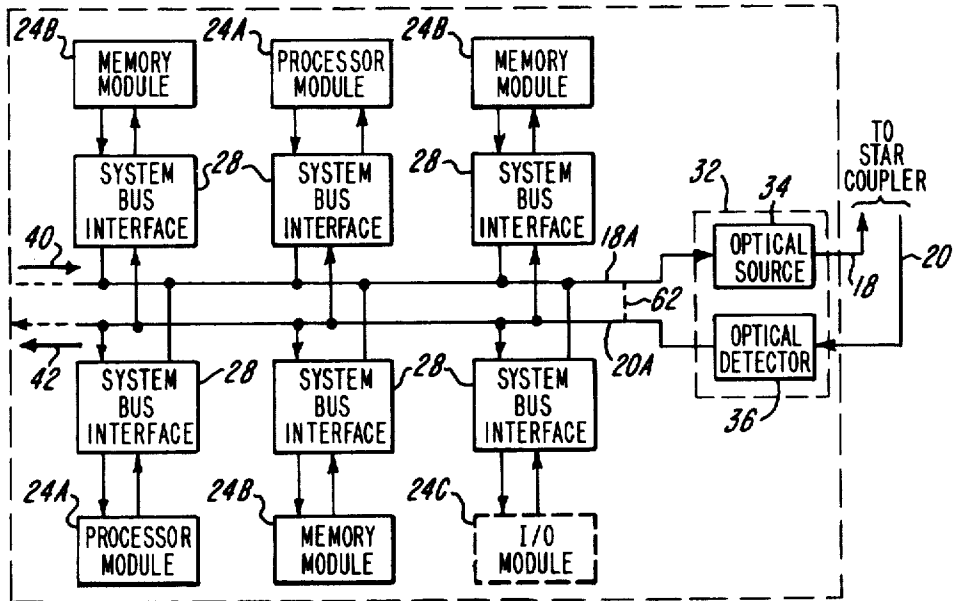 24B
MEMORY
MODULE
24A
PROCESSOR
MODULE
24B
MEMORY
MODULE
TO
STAR
COUPLER
28
SYSTEM
BUS
INTERFACE
28
SYSTEM
BUS
INTERFACE
28
SYSTEM
BUS
INTERFACE
32
34
OPTICAL
SOURCE
18
20
40
18A
62
42
20A
SYSTEM
BUS
INTERFACE
28
SYSTEM
BUS
INTERFACE
28
SYSTEM
BUS
INTERFACE
OPTICAL
DETECTOR
36
24A
PROCESSOR
MODULE
24B
MEMORY
MODULE
24C
I/O
MODULE